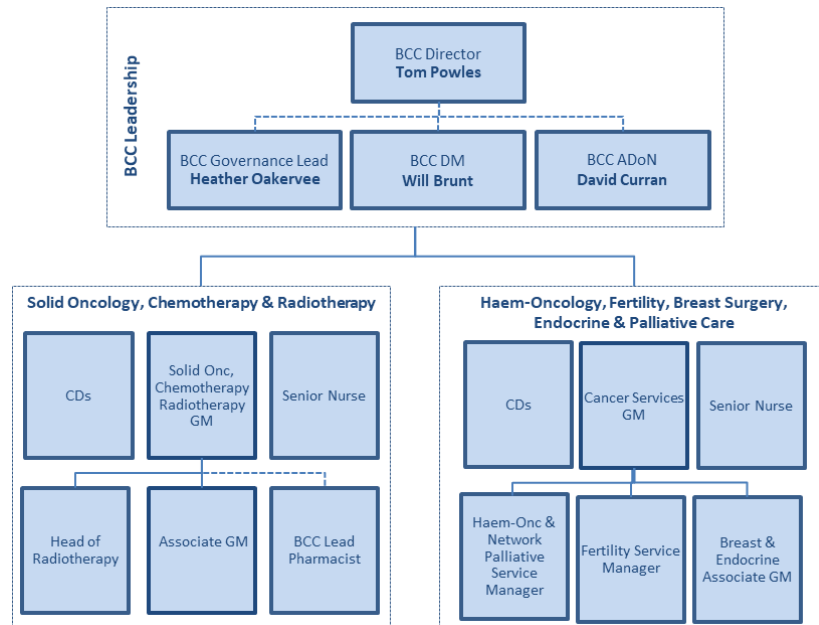 BCC Leadership
BCC Director
Tom Powles
BCC Governance Lead
Heather Oakervee
BCC DM
Will Brunt
BCC ADoN
David Curran
Solid Oncology, Chemotherapy & Radiotherapy
CDs
Solid Onc,
Chemotherapy
Radiotherapy
GM
Senior Nurse
Head of
Radiotherapy
Associate GM
BCC Lead
Pharmacist
Haem-Oncology, Fertility, Breast Surgery,
Endocrine & Palliative Care
CDs
Cancer Services
GM
Senior Nurse
Haem-Onc &
Network
Palliative
Service
Manager
Fertility Service
Manager
Breast &
Endocrine
Associate GM